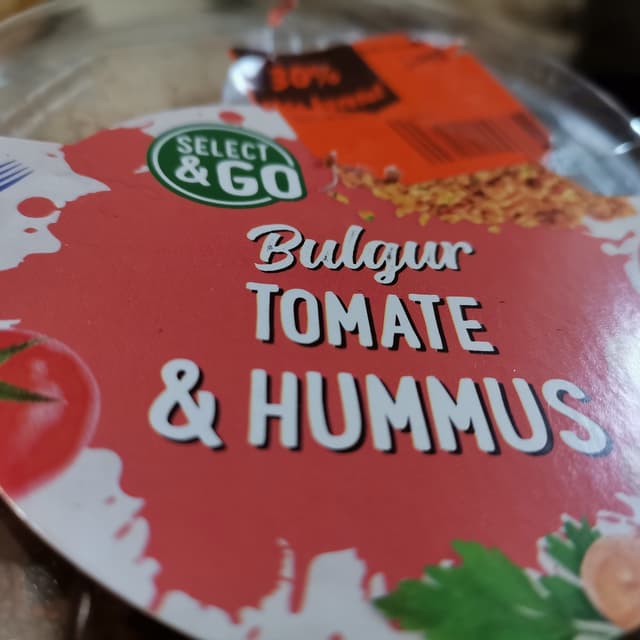 30%
SELECT
& GO
Bulgur
TOMATE
& HUMMUS